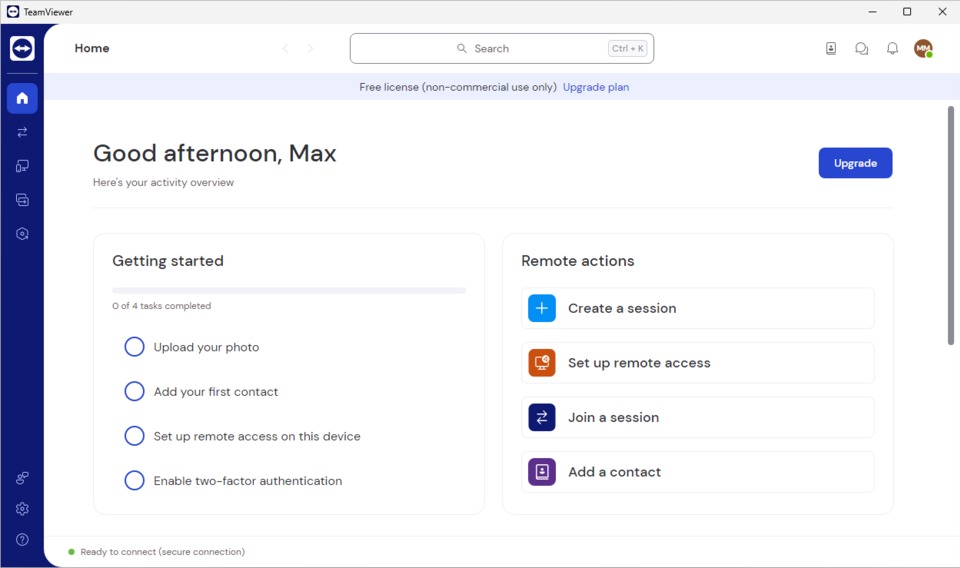 TeamViewer
Home
Search
Ctrl + K
MM
Free license (non-commercial use only) Upgrade plan
Good afternoon, Max
Here's your activity overview
Upgrade
Getting started
0 of 4 tasks completed
Upload your photo
Add your first contact
Set up remote access on this device
Enable two-factor authentication
Remote actions
Create a session
Set up remote access
Join a session
Add a contact
Ready to connect (secure connection)